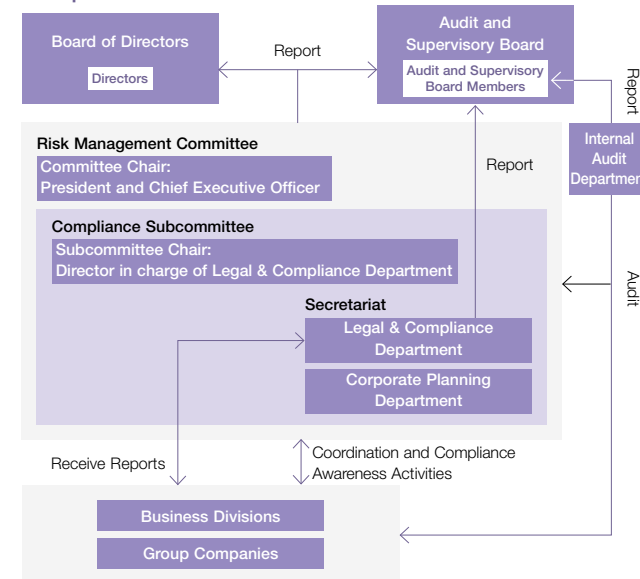 Board of Directors
Directors
Report
Audit and
Supervisory Board
Audit and Supervisory
Board Members
Report
Internal
Audit
Departmen
Risk Management Committee
Committee Chair:
President and Chief Executive Officer
Report
Compliance Subcommittee
Subcommittee Chair:
Director in charge of Legal & Compliance Department
Audit
Secretariat
Legal & Compliance
Department
Corporate Planning
Department
Receive Reports
Coordination and Compliance
Awareness Activities
Business Divisions
Group Companies